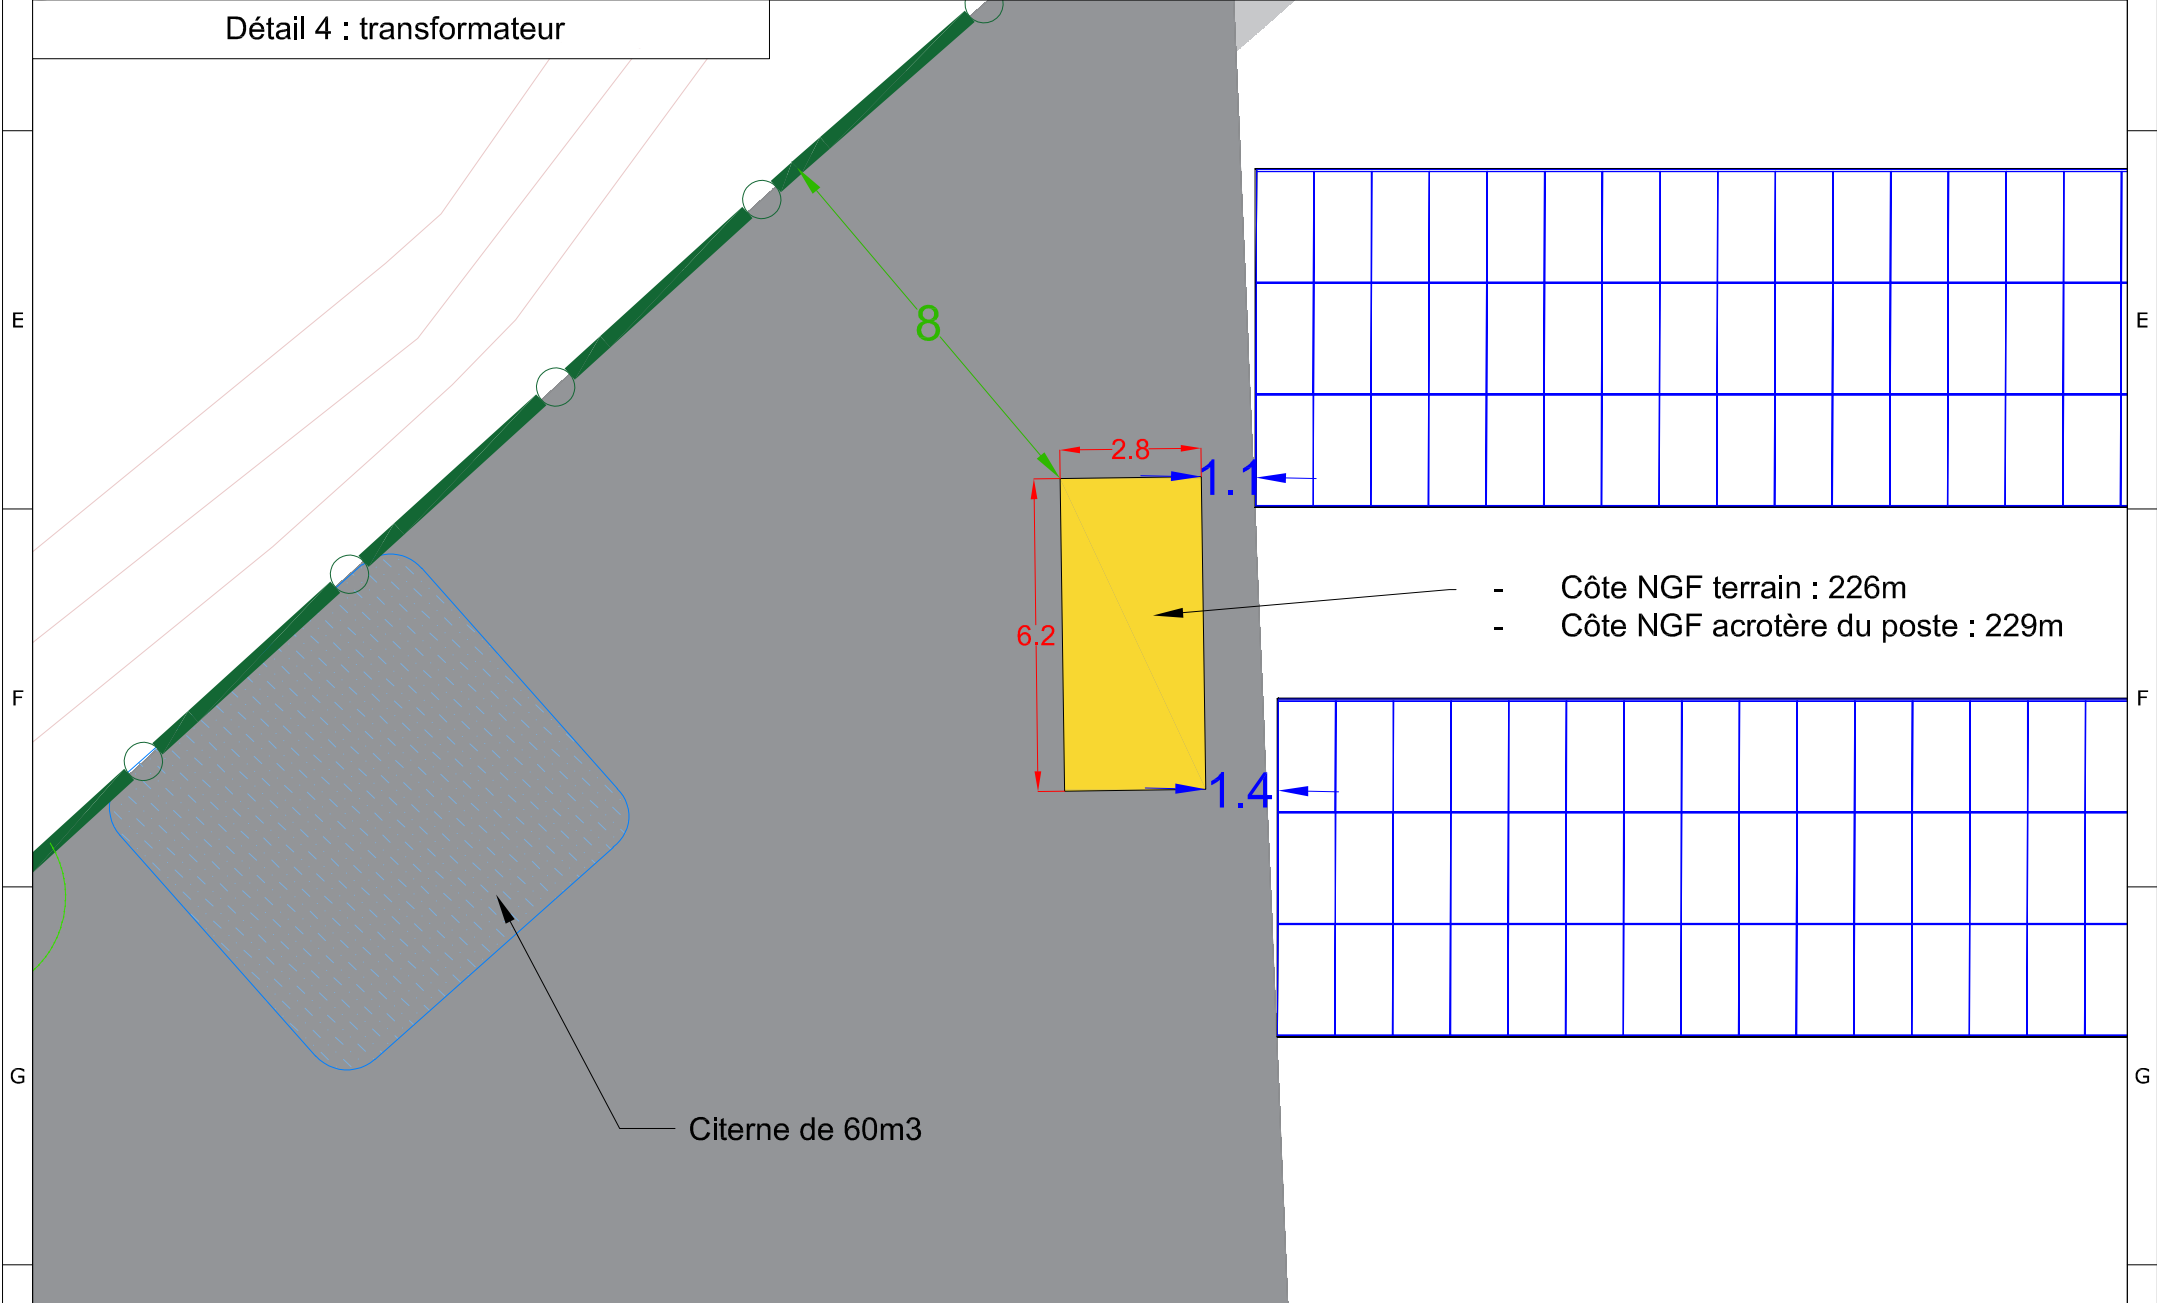 Détail 4 : transformateur
E
E
8
2.8
1.1
- Côte NGF terrain : 226m
- Côte NGF acrotère du poste : 229m
6.2
F
F
1.4
G
G
Citerne de 60m3